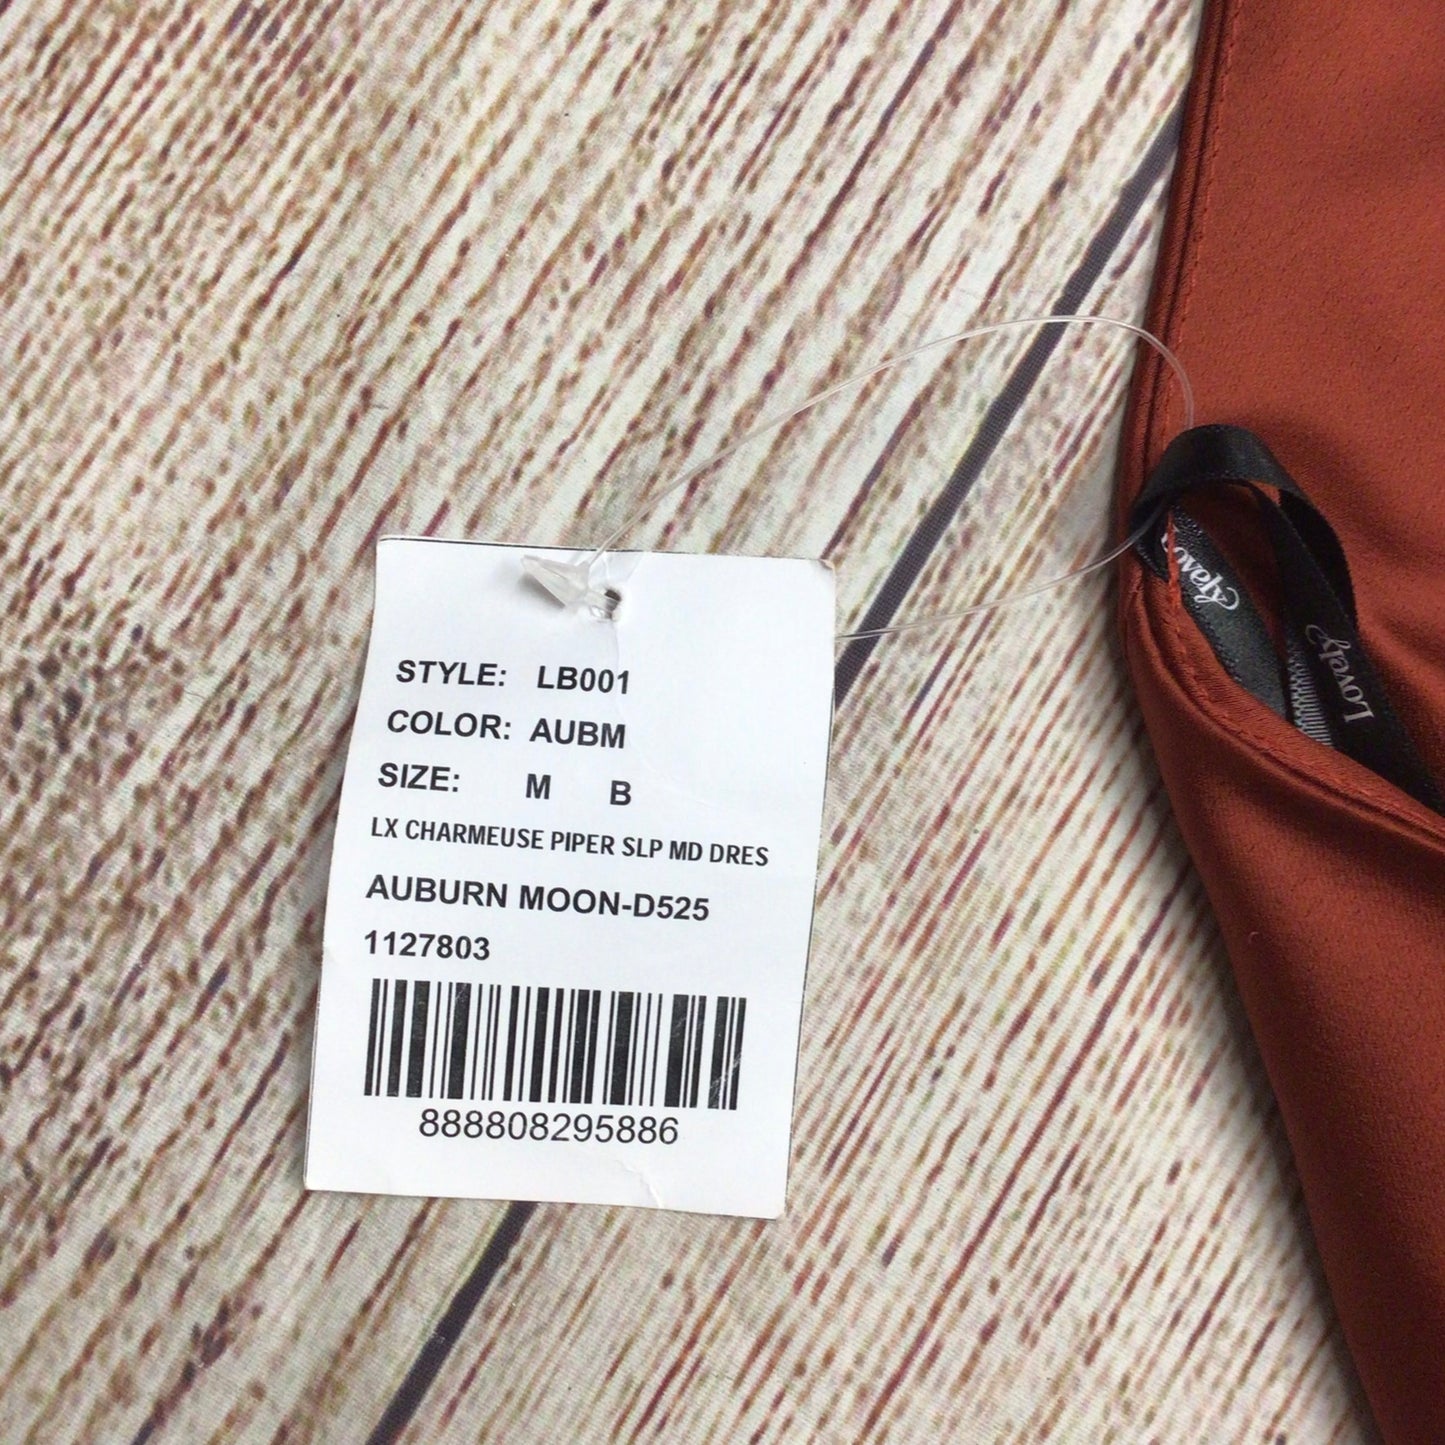 STYLE: LB001
COLOR: AUBM
SIZE: M B
LX CHARMEUSE PIPER SLP MD DRES
AUBURN MOON-D525
1127803
888808295886
Lovely
Lovely